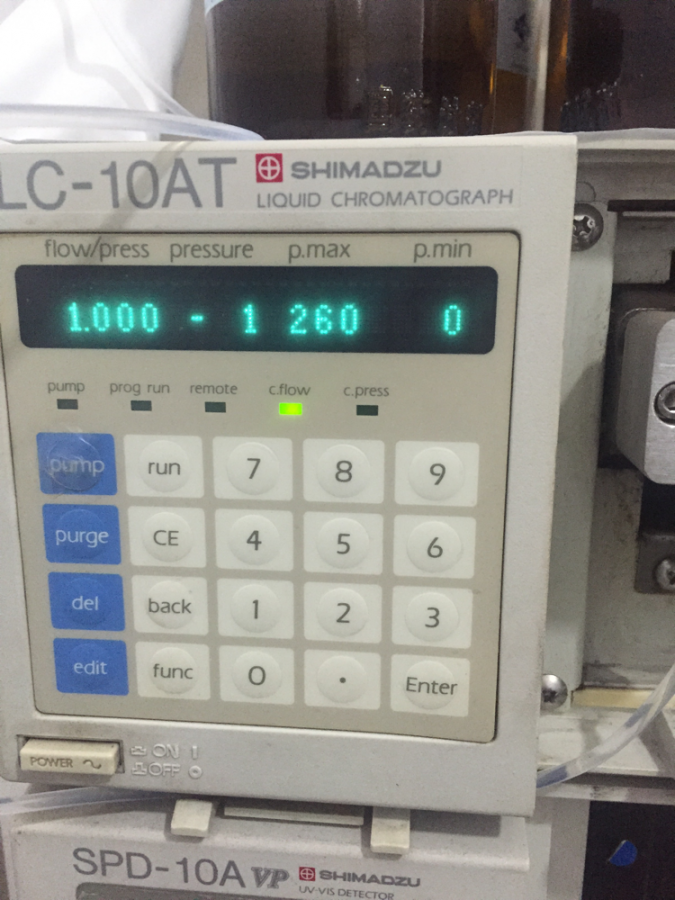 LC-10AT SHIMADZU
LIQUID CHROMATOGRAPH
flow/press pressure p.max p.min
1.000 - 1 260 0
pump prog run remote c.flow c.press
pump run 7 8 9
purge CE 4 5 6
del back 1 2 3
edit func 0 . Enter
POWER ON I
OFF O
SPD-10A VP SHIMADZU
UV-VIS DETECTOR